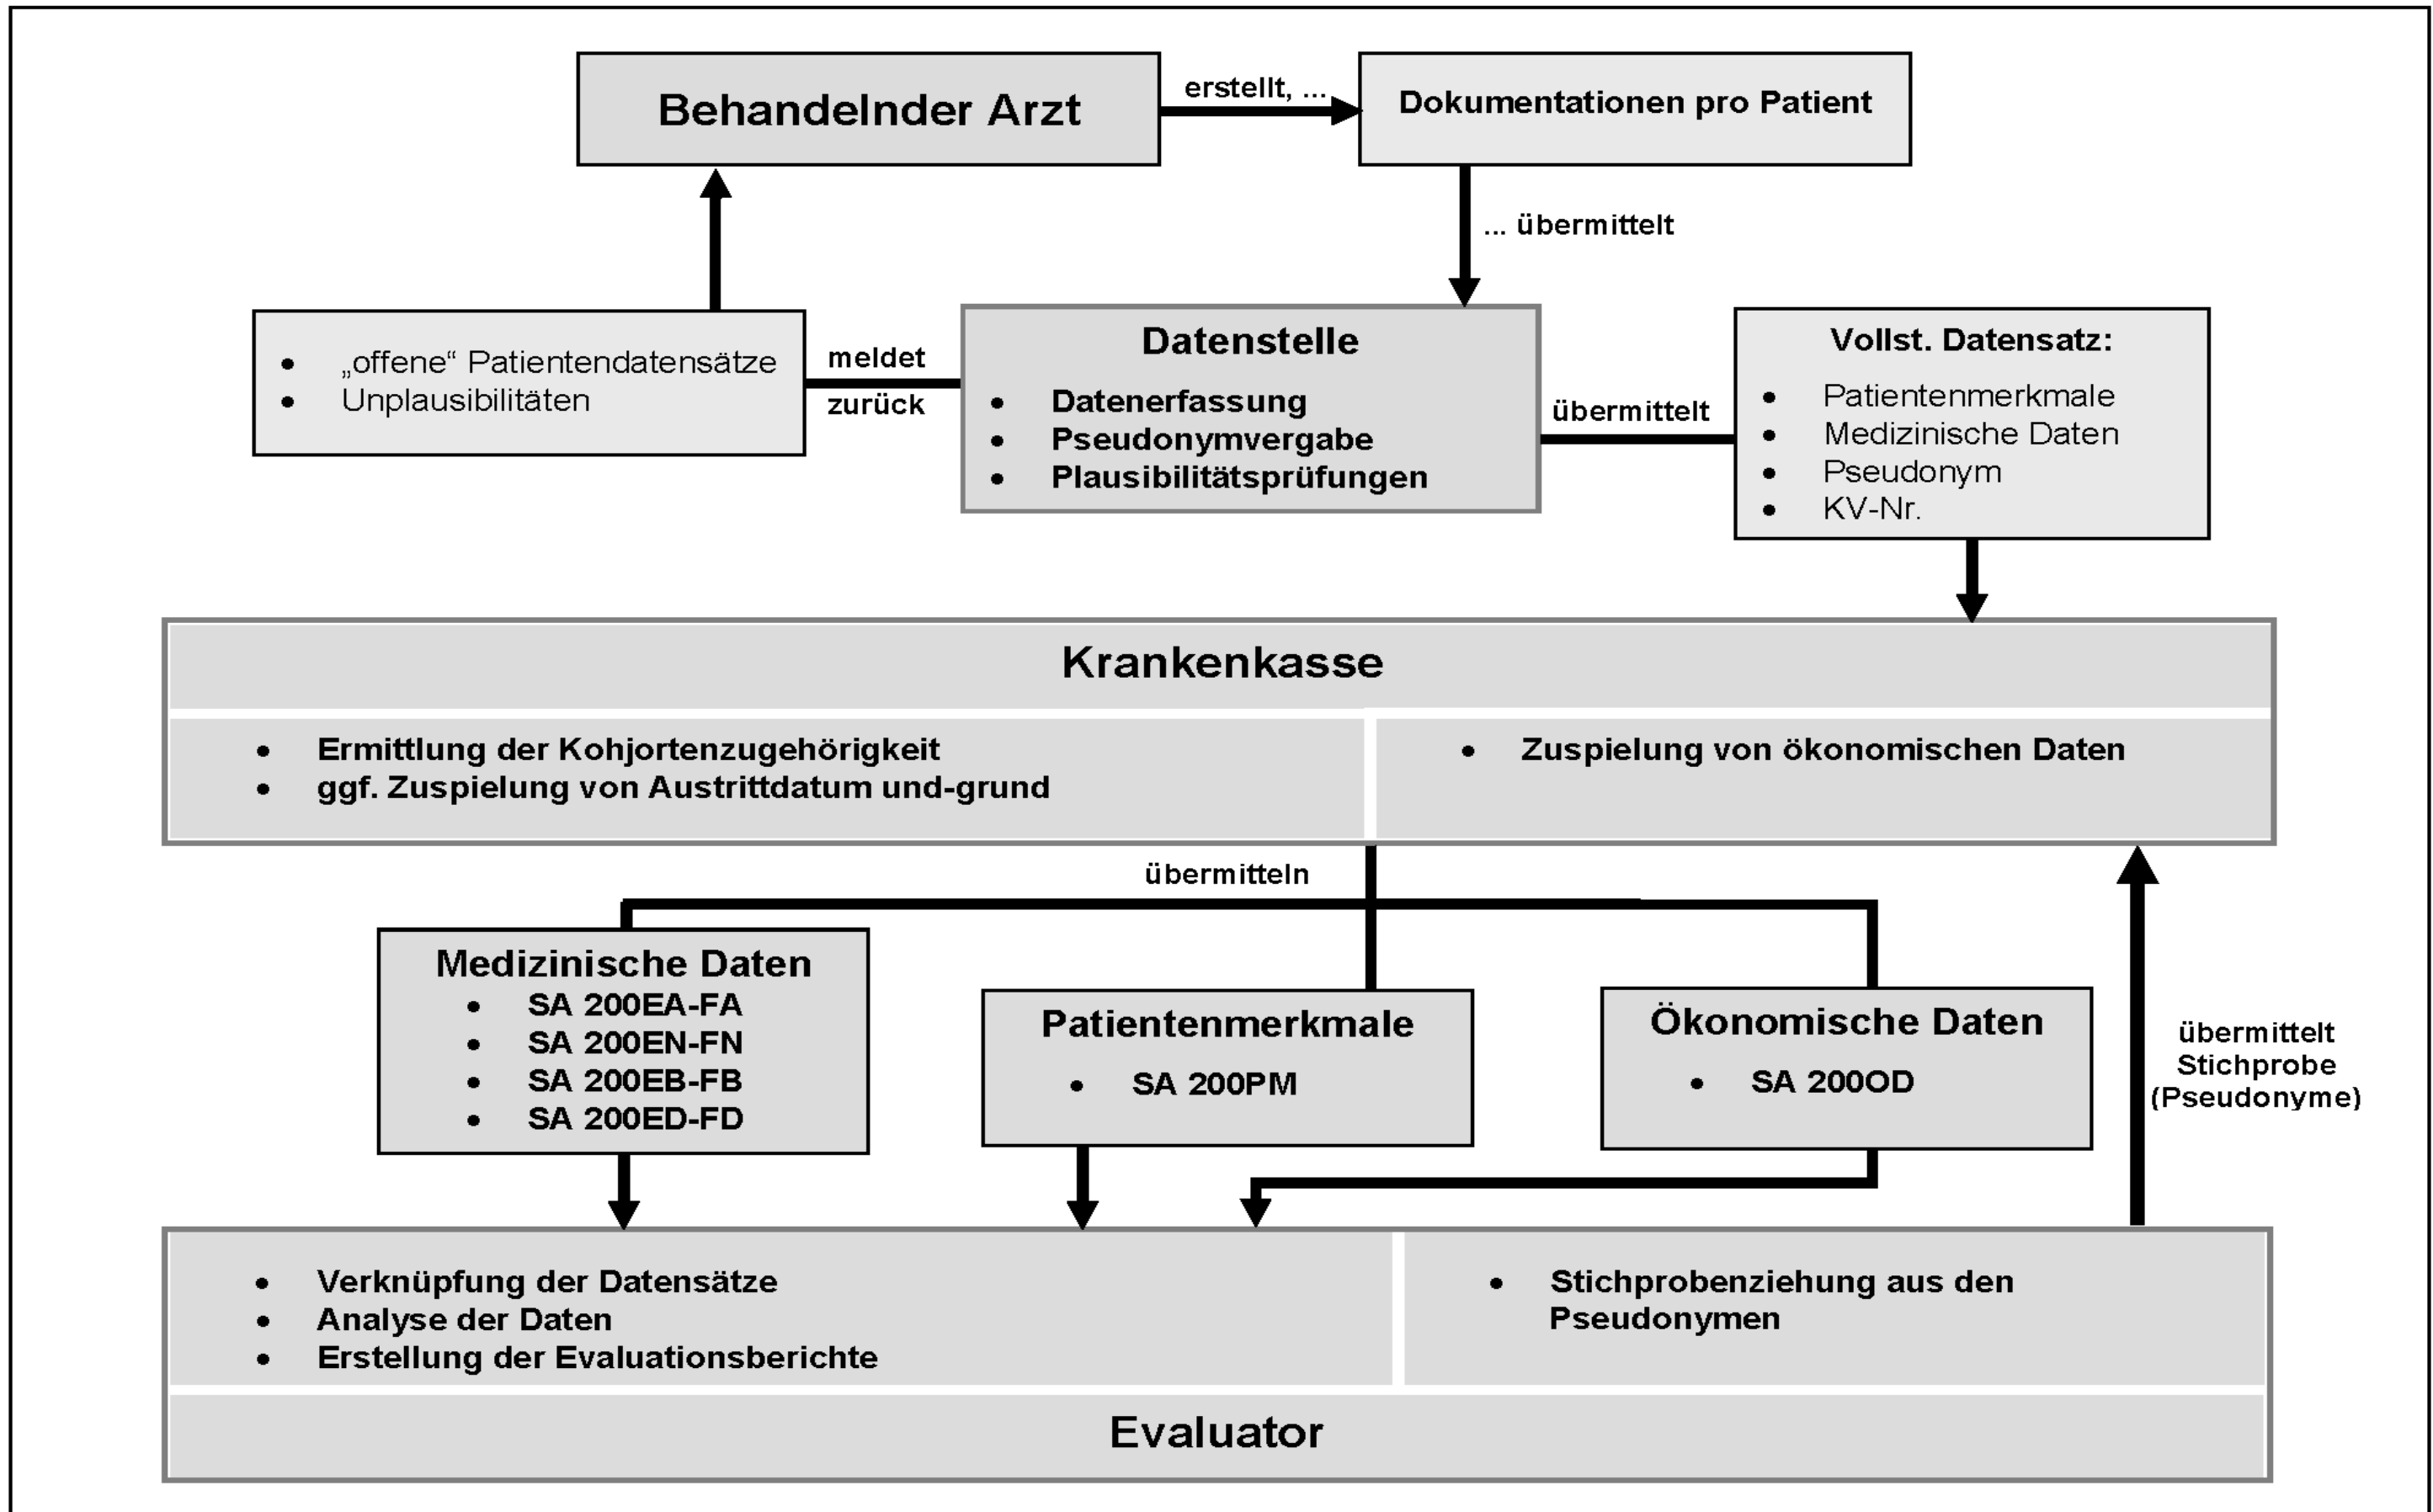 Behandelnder Arzt
erstellt, ...
Dokumentationen pro Patient
... übermittelt
• „offene“ Patientendatensätze
• Unplausibilitäten
meldet
zurück
Datenstelle
• Datenerfassung
• Pseudonymvergabe
• Plausibilitätsprüfungen
übermittelt
Vollst. Datensatz:
• Patientenmerkmale
• Medizinische Daten
• Pseudonym
• KV-Nr.
Krankenkasse
• Ermittlung der Kohjortenzugehörigkeit
• ggf. Zuspielung von Austrittdatum und-grund
• Zuspielung von ökonomischen Daten
übermitteln
Medizinische Daten
• SA 200EA-FA
• SA 200EN-FN
• SA 200EB-FB
• SA 200ED-FD
Patientenmerkmale
• SA 200PM
Ökonomische Daten
• SA 200OD
übermittelt
Stichprobe
(Pseudonyme)
• Verknüpfung der Datensätze
• Analyse der Daten
• Erstellung der Evaluationsberichte
• Stichprobenziehung aus den
Pseudonymen
Evaluator